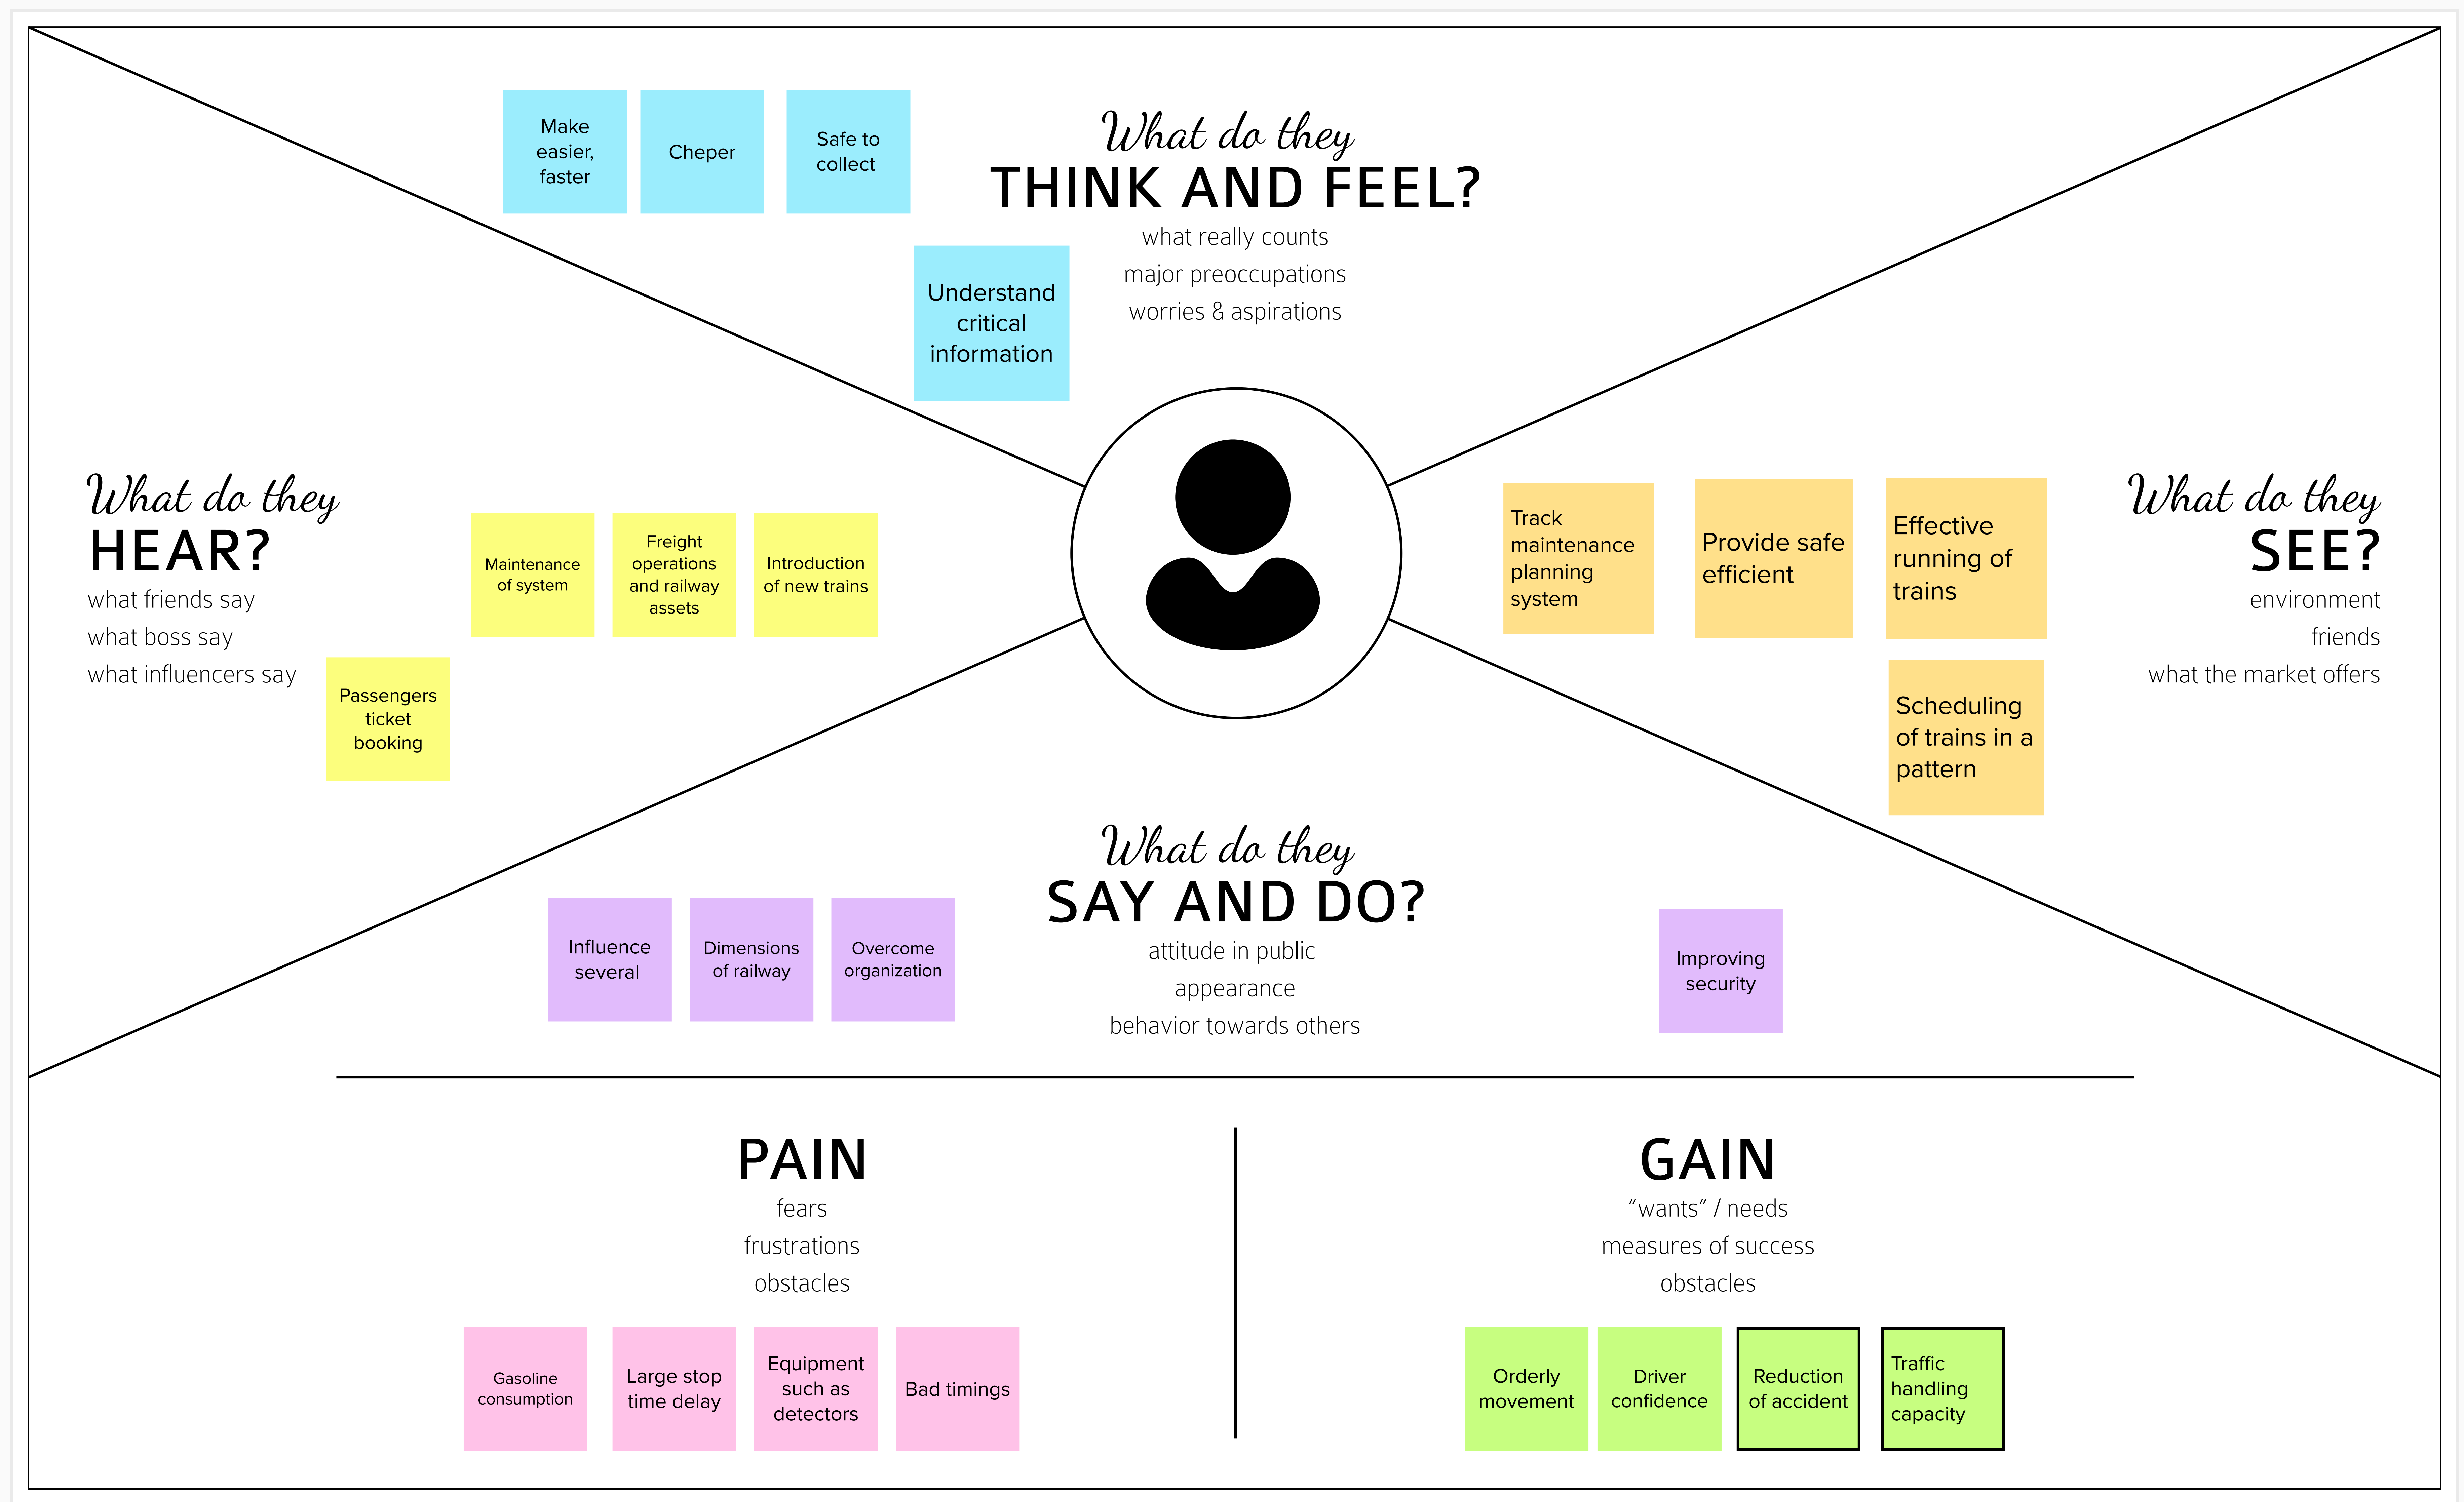 What do they
THINK AND FEEL?
what really counts
major preoccupations
worries & aspirations
Make
easier,
faster
Cheper
Safe to
collect
Understand
critical
information
What do they
HEAR?
what friends say
what boss say
what influencers say
Maintenance
of system
Freight
operations
and railway
assets
Introduction
of new trains
Passengers
ticket
booking
What do they
SEE?
environment
friends
what the market offers
Track
maintenance
planning
system
Provide safe
efficient
Effective
running of
trains
Scheduling
of trains in a
pattern
What do they
SAY AND DO?
attitude in public
appearance
behavior towards others
Influence
several
Dimensions
of railway
Overcome
organization
Improving
security
PAIN
fears
frustrations
obstacles
Gasoline
consumption
Large stop
time delay
Equipment
such as
detectors
Bad timings
GAIN
“wants” / needs
measures of success
obstacles
Orderly
movement
Driver
confidence
Reduction
of accident
Traffic
handling
capacity